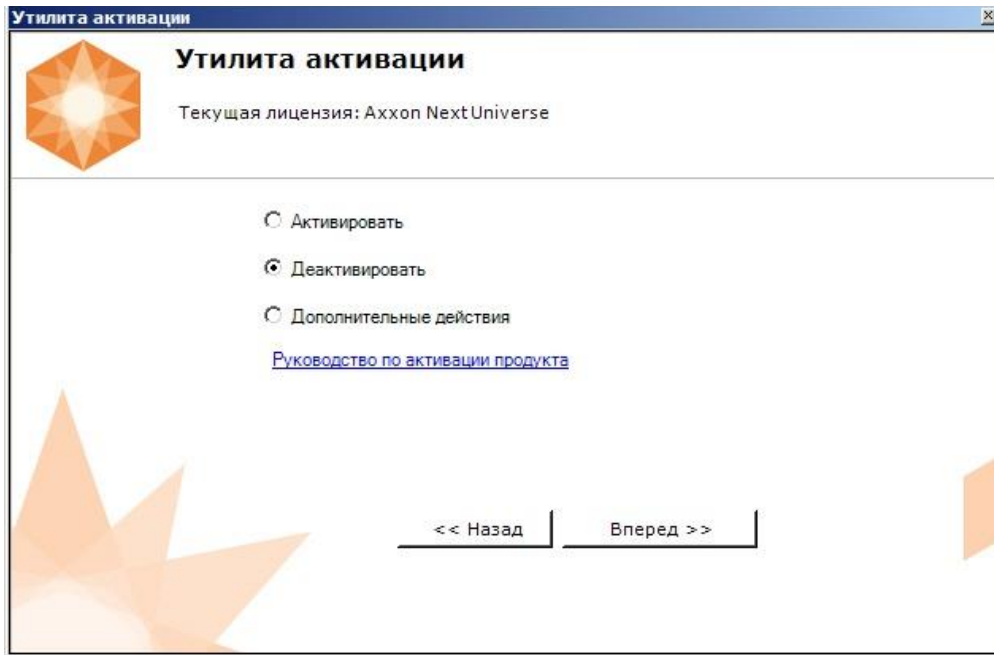 Утилита активации
Утилита активации
Текущая лицензия: Axxon Next Universe
Активировать
Деактивировать
Дополнительные действия
Руководство по активации продукта
<< Назад
Вперед >>